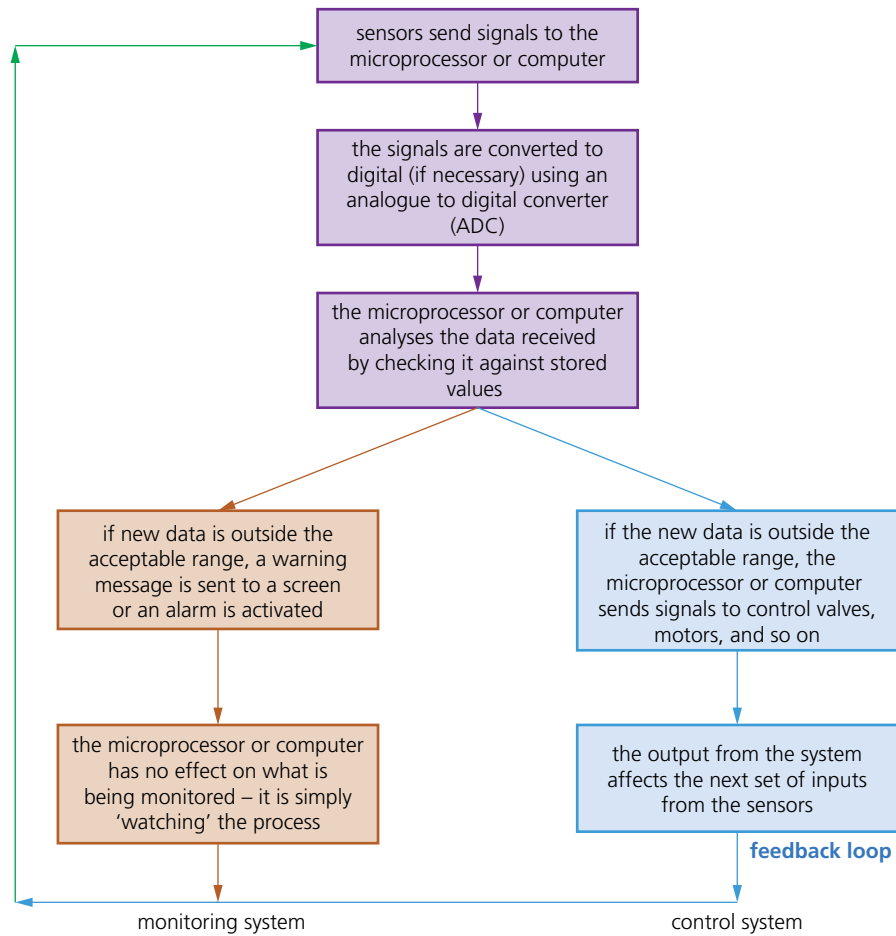 sensors send signals to the
microprocessor or computer
the signals are converted to
digital (if necessary) using an
analogue to digital converter
(ADC)
the microprocessor or computer
analyses the data received
by checking it against stored
values
if new data is outside the
acceptable range, a warning
message is sent to a screen
or an alarm is activated
the microprocessor or computer
has no effect on what is
being monitored – it is simply
‘watching’ the process
monitoring system
if the new data is outside the
acceptable range, the
microprocessor or computer
sends signals to control valves,
motors, and so on
the output from the system
affects the next set of inputs
from the sensors
feedback loop
control system